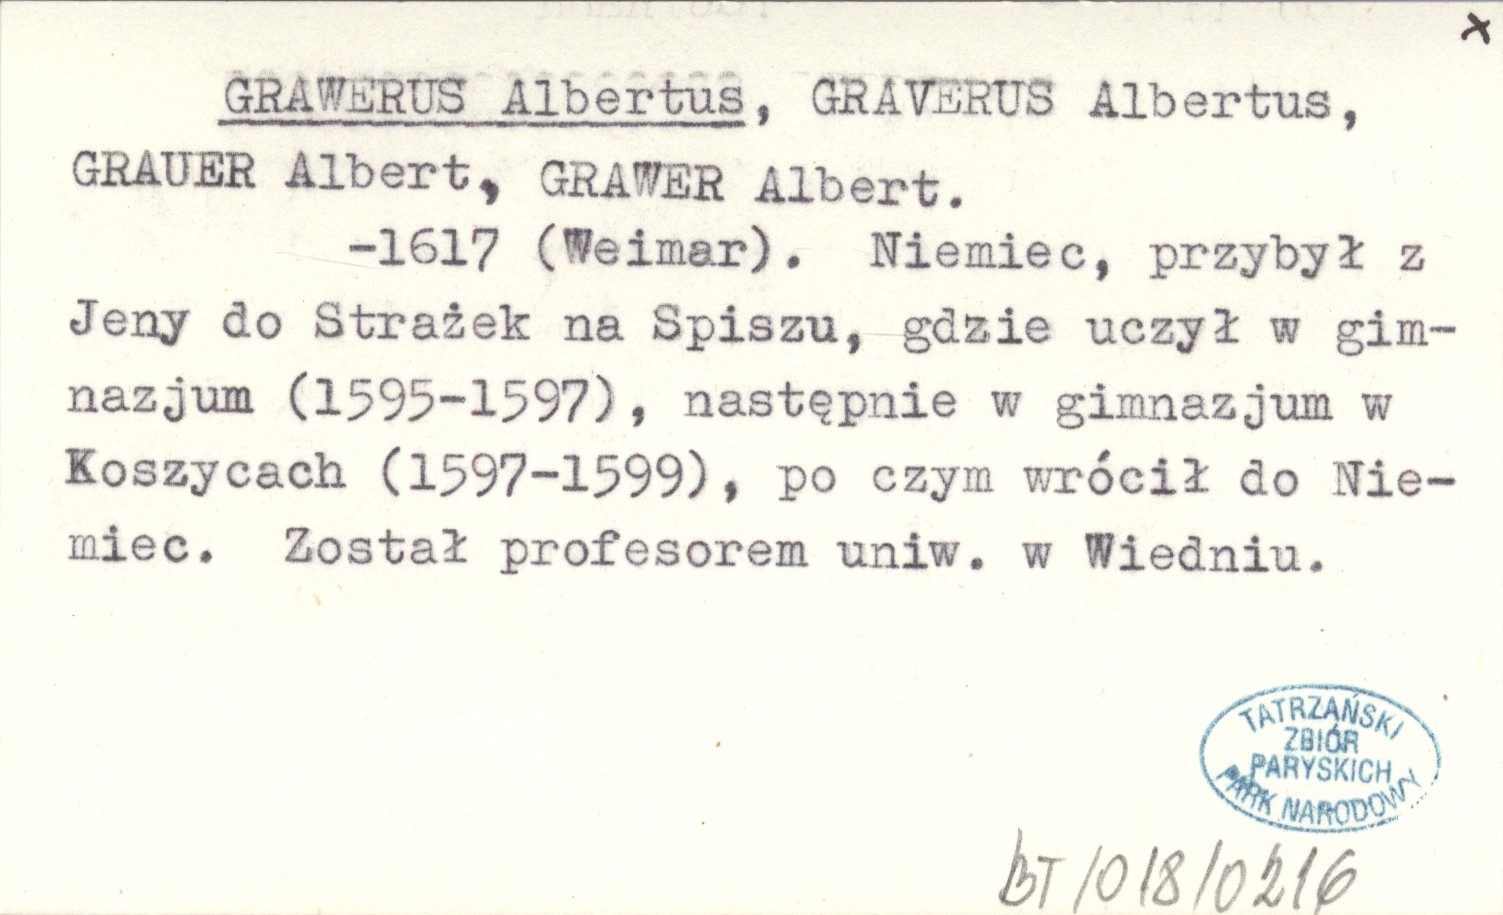 x
GRAWERUS Albertus, GRAVERUS Albertus,
GRAUER Albert, GRAWER Albert.
-1617 (Weimar). Niemiec, przybył z
Jeny do Strażek na Spiszu, gdzie uczył w gim-
nazjum (1595-1597), następnie w gimnazjum w
Koszycach (1597-1599), po czym wrócił do Nie-
miec. Został profesorem uniw. w Wiedniu.
TATRZAŃSKI
ZBIÓR
PARYSKICH
PARK NARODOWY
BT/018/0216